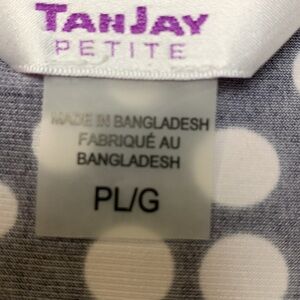 TANJAY
PETITE
MADE IN BANGLADESH
FABRIQUÉ AU
BANGLADESH
PL/G